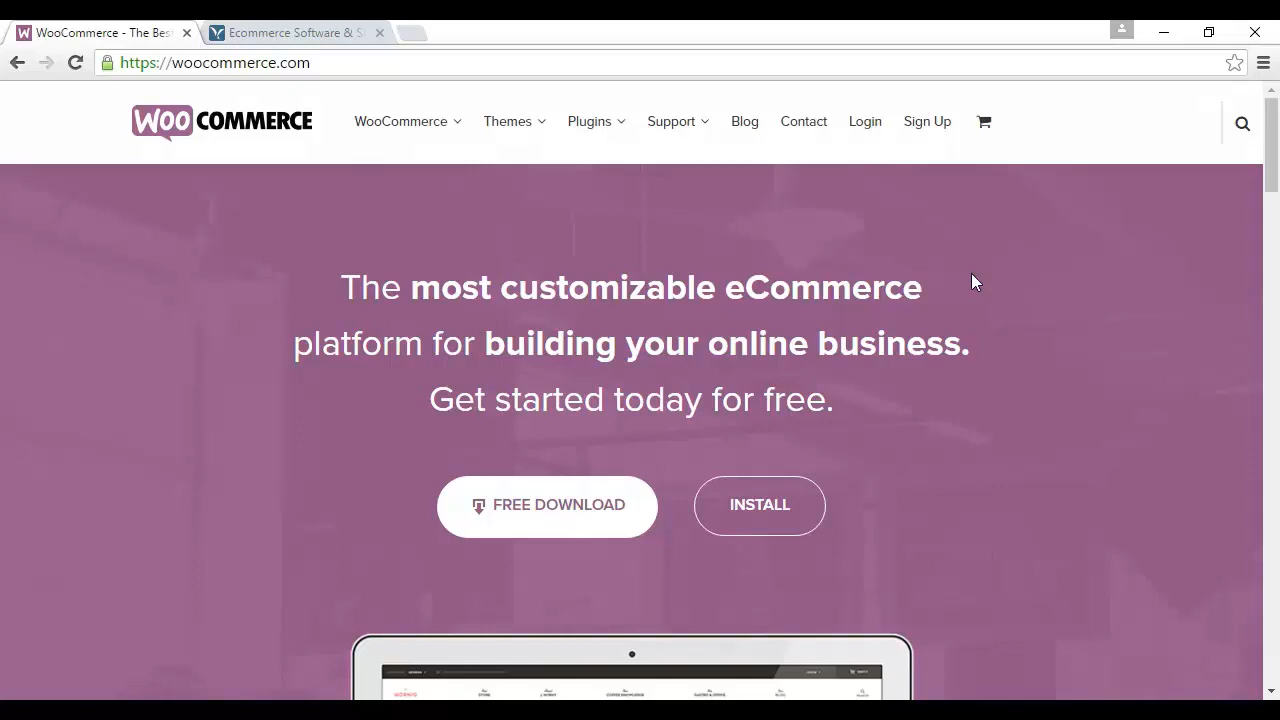 WooCommerce - The Bes
Ecommerce Software & S
https://woocommerce.com
WOO COMMERCE
WooCommerce
Themes
Plugins
Support
Blog
Contact
Login
Sign Up
The most customizable eCommerce
platform for building your online business.
Get started today for free.
FREE DOWNLOAD
INSTALL